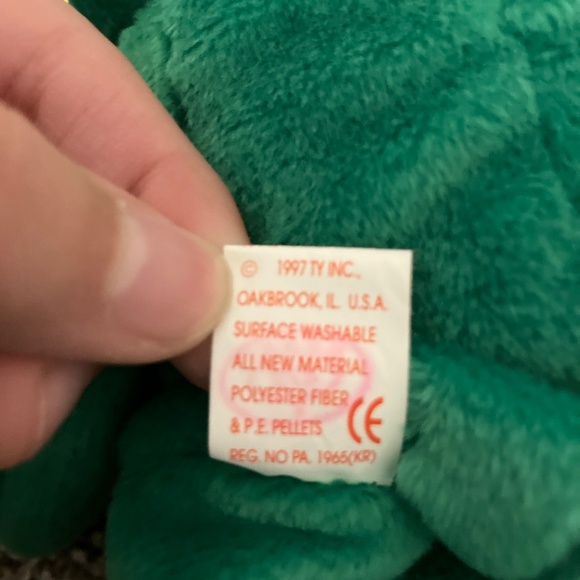 © 1997 TY INC.,
OAKBROOK, IL. U.S.A.
SURFACE WASHABLE
ALL NEW MATERIAL
POLYESTER FIBER
& P.E. PELLETS CE
REG. NO PA. 1965(KR)